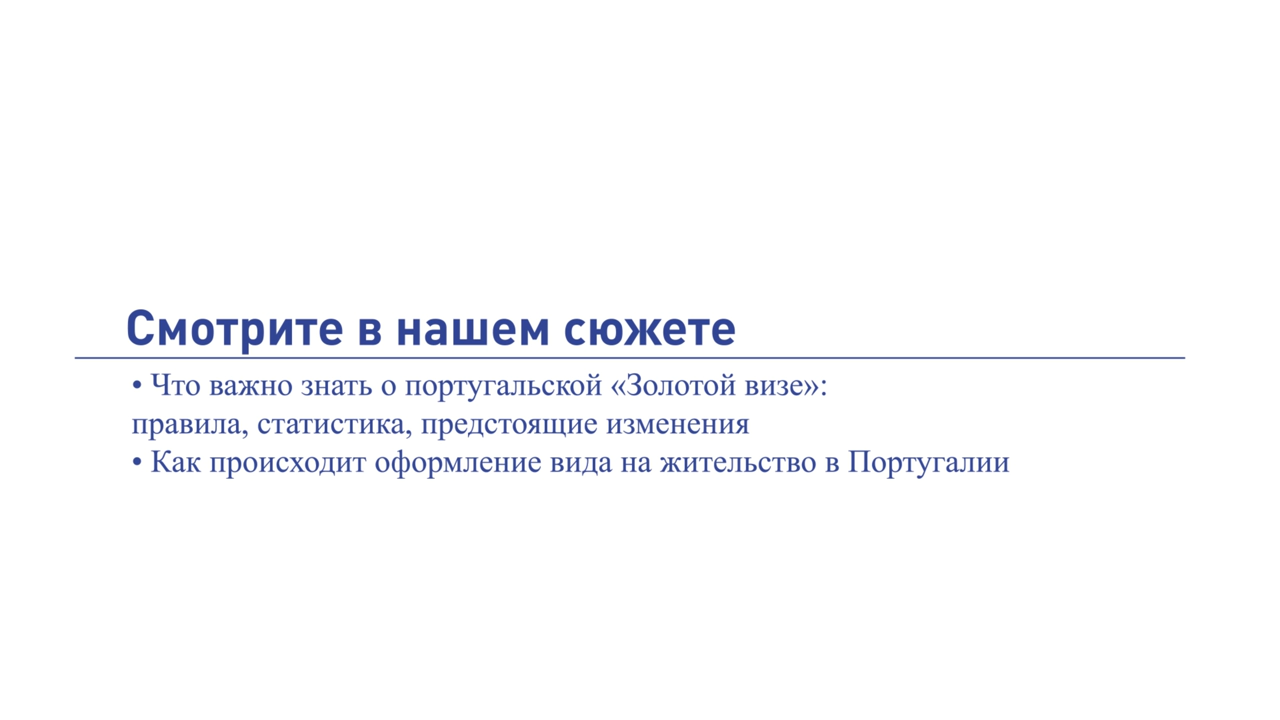 Смотрите в нашем сюжете
• Что важно знать о португальской «Золотой визе»:
правила, статистика, предстоящие изменения
• Как происходит оформление вида на жительство в Португалии